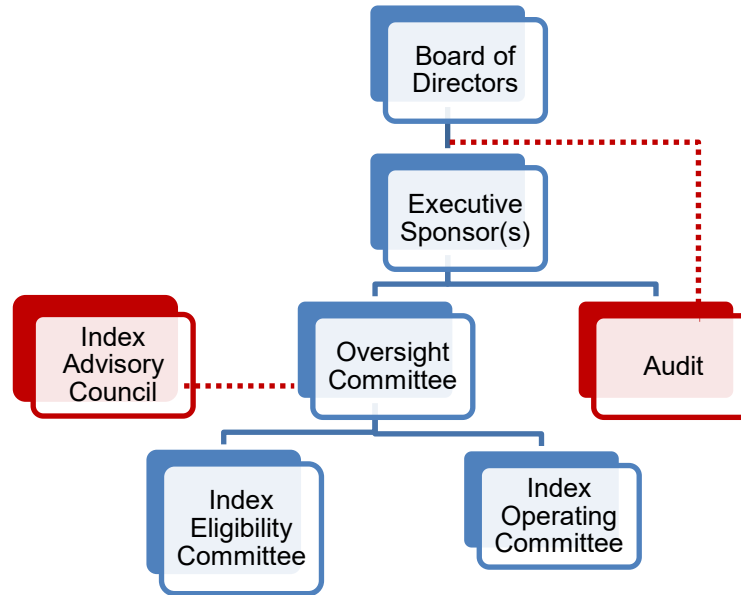 Board of
Directors
Executive
Sponsor(s)
Index
Advisory
Council
Oversight
Committee
Audit
Index
Eligibility
Committee
Index
Operating
Committee